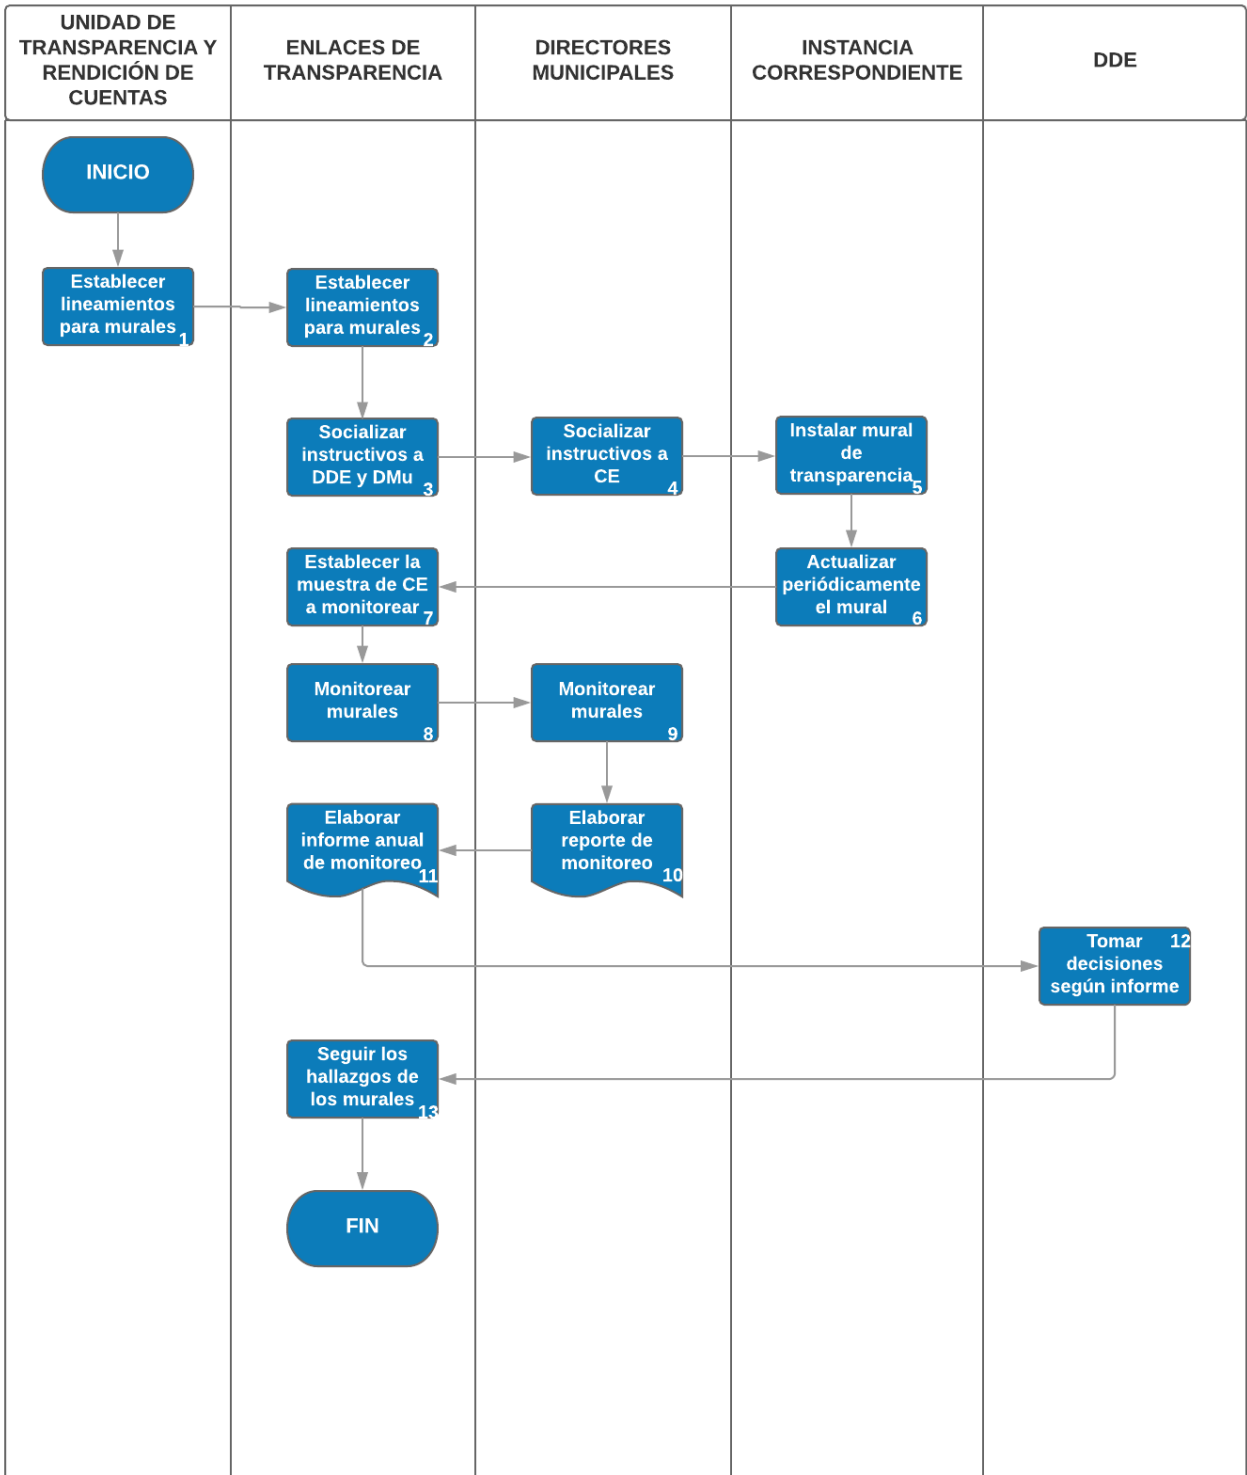 UNIDAD DE
TRANSPARENCIA Y
RENDICIÓN DE
CUENTAS
ENLACES DE
TRANSPARENCIA
DIRECTORES
MUNICIPALES
INSTANCIA
CORRESPONDIENTE
DDE
INICIO
Establecer
lineamientos
para murales
1
Establecer
lineamientos
para murales
2
Socializar
instructivos a
DDE y DMu
3
Socializar
instructivos a
CE
4
Instalar mural
de
transparencia
5
Actualizar
periódicamente
el mural
6
Establecer la
muestra de CE
a monitorear
7
Monitorear
murales
8
Monitorear
murales
9
Elaborar
reporte de
monitoreo
10
Elaborar
informe anual
de monitoreo
11
Tomar
decisiones
según informe
12
Seguir los
hallazgos de
los murales
13
FIN